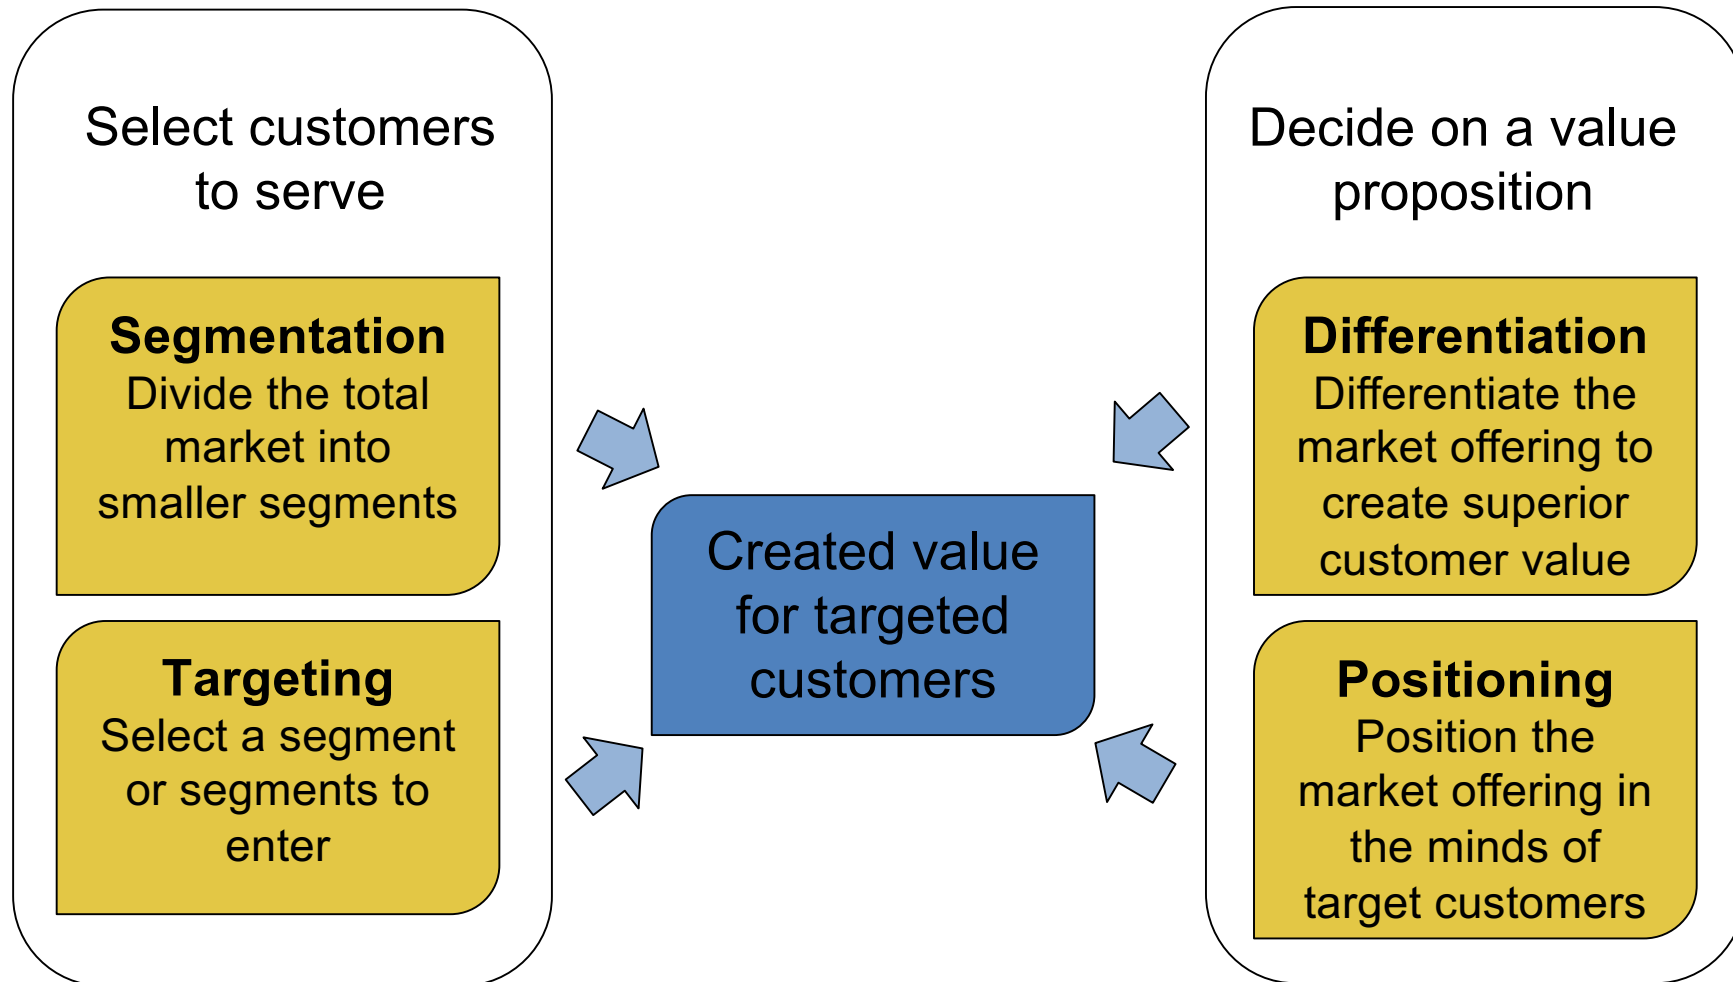 Select customers
to serve
Segmentation
Divide the total
market into
smaller segments
Targeting
Select a segment
or segments to
enter
Created value
for targeted
customers
Decide on a value
proposition
Differentiation
Differentiate the
market offering to
create superior
customer value
Positioning
Position the
market offering in
the minds of
target customers